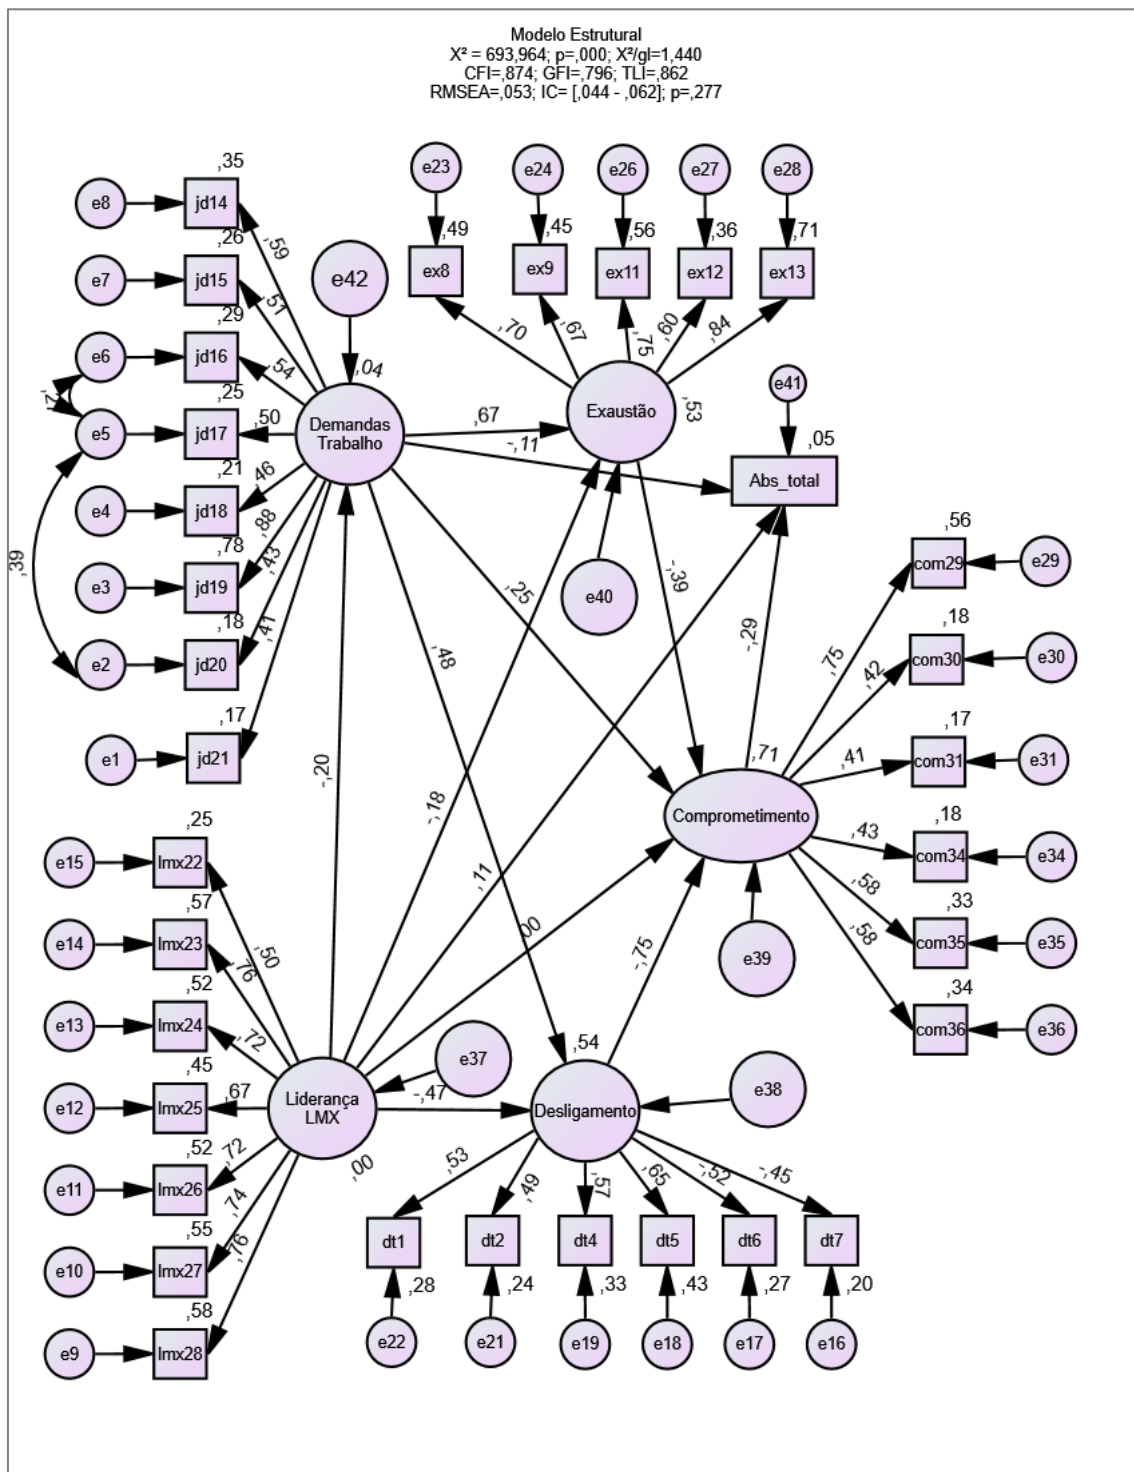 Modelo Estrutural
X² = 693,964; p=,000; X²/gl=1,440
CFI=,874; GFI=,796; TLI=,862
RMSEA=,053; IC= [,044 - ,062]; p=,277
e23
e24
e26
e27
e28
,49
,45
,56
,36
,71
ex8
ex9
ex11
ex12
ex13
,70
,67
,75
,60
,84
Exaustão
,53
e8
,35
jd14
,59
e7
,26
jd15
,51
e6
,29
jd16
,54
e5
,25
jd17
,50
e4
,21
jd18
,46
e3
,78
jd19
,88
e2
,18
jd20
,43
e1
,17
jd21
,41
,39
e42
,04
Demandas
Trabalho
,67
-,11
e41
,05
Abs_total
e40
,25
-,39
,48
-,29
-,20
-,18
,11
,00
-,75
,71
Comprometimento
e39
,56
com29
e29
,75
,18
com30
e30
,42
,17
com31
e31
,41
,18
com34
e34
,43
,33
com35
e35
,58
,34
com36
e36
,58
e15
,25
lmx22
,50
e14
,57
lmx23
,76
e13
,52
lmx24
,72
e12
,45
lmx25
,67
e11
,52
lmx26
,72
e10
,55
lmx27
,74
e9
,58
lmx28
,76
Liderança
LMX
,00
e37
-,47
,54
Desligamento
e38
,53
,49
,57
,65
-,52
-,45
dt1
dt2
dt4
dt5
dt6
dt7
,28
,24
,33
,43
,27
,20
e22
e21
e19
e18
e17
e16